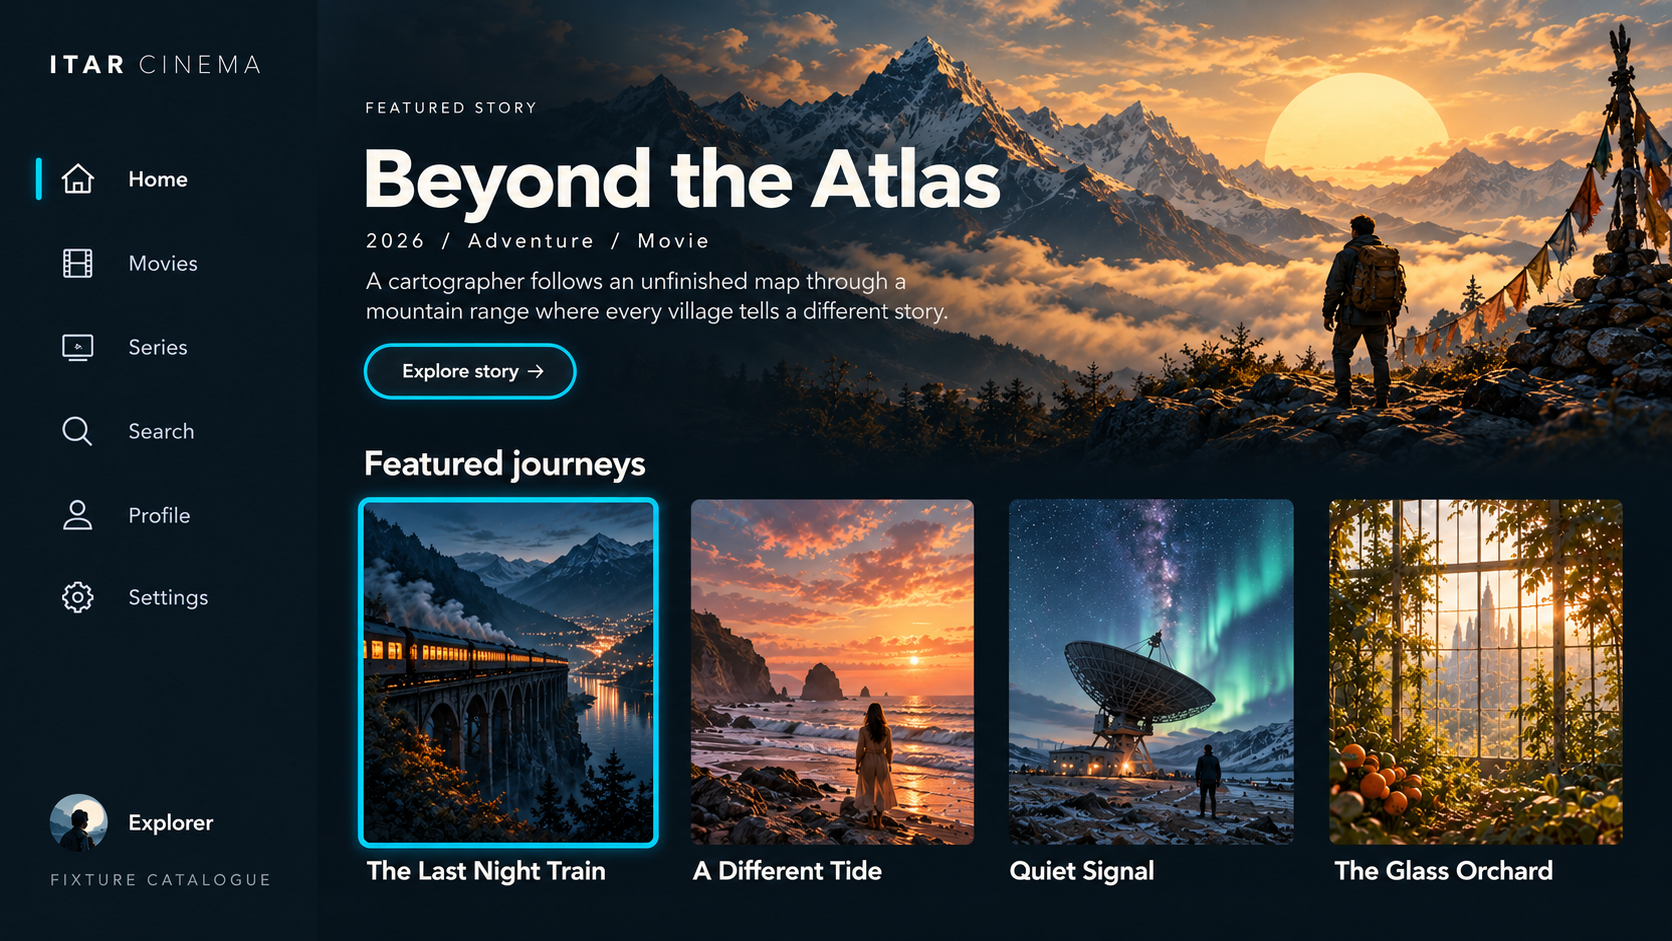 ITAR CINEMA
Home
Movies
Series
Search
Profile
Settings
Explorer
FIXTURE CATALOGUE
FEATURED STORY
Beyond the Atlas
2026 / Adventure / Movie
A cartographer follows an unfinished map through a
mountain range where every village tells a different story.
Explore story →
Featured journeys
The Last Night Train
A Different Tide
Quiet Signal
The Glass Orchard